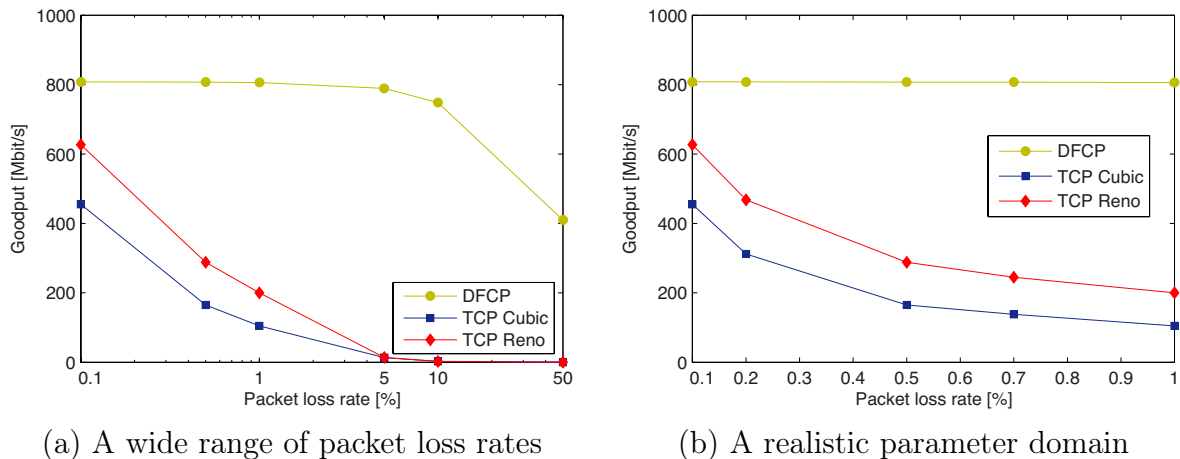 1000
800
600
400
200
0
Goodput [Mbit/s]
0.1 1 5 10 50
Packet loss rate [%]
DFCP
TCP Cubic
TCP Reno
(a) A wide range of packet loss rates
1000
800
600
400
200
0
Goodput [Mbit/s]
0.1 0.2 0.3 0.4 0.5 0.6 0.7 0.8 0.9 1
Packet loss rate [%]
DFCP
TCP Cubic
TCP Reno
(b) A realistic parameter domain